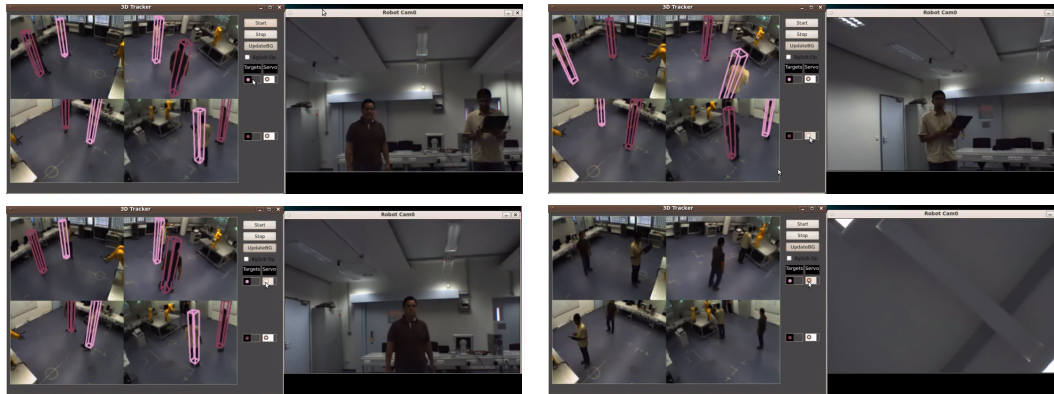 3D Tracker
Robot Cam0
Start
Stop
UpdateBG
Targets Servo
3D Tracker
Robot Cam0
Start
Stop
UpdateBG
Targets Servo
3D Tracker
Robot Cam0
Start
Stop
UpdateBG
Targets Servo
3D Tracker
Robot Cam0
Start
Stop
UpdateBG
Targets Servo